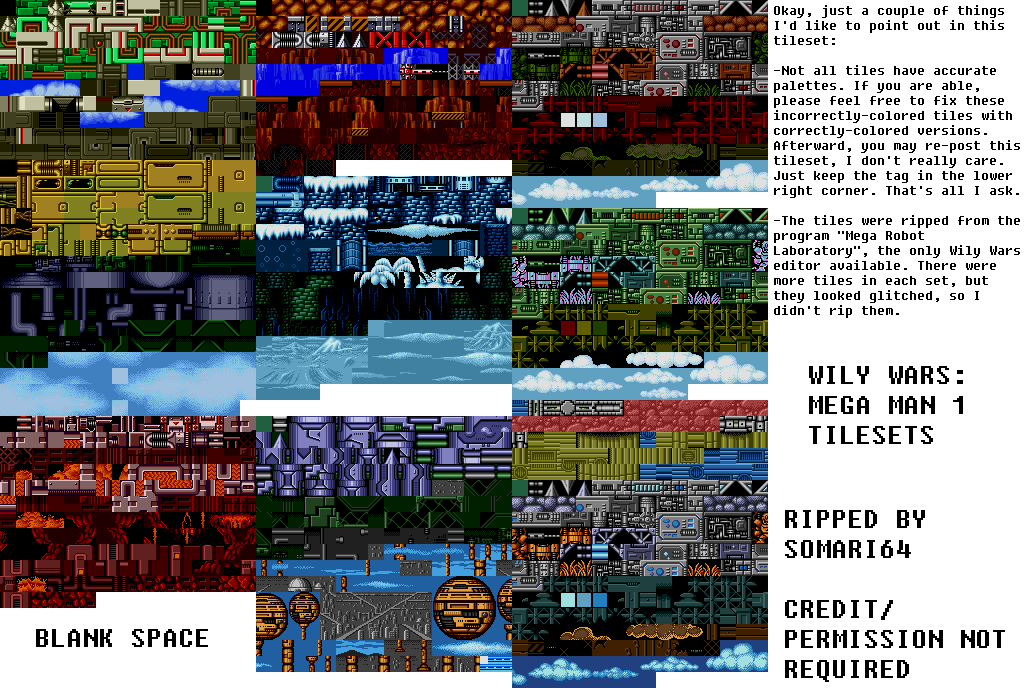 Okay, just a couple of things
I'd like to point out in this
tileset:
-Not all tiles have accurate
palettes. If you are able,
please feel free to fix these
incorrectly-colored tiles with
correctly-colored versions.
Afterward, you may re-post this
tileset, I don't really care.
Just keep the tag in the lower
right corner. That's all I ask.
-The tiles were ripped from the
program "Mega Robot
Laboratory", the only Wily Wars
editor available. There were
more tiles in each set, but
they looked glitched, so I
didn't rip them.
WILY WARS:
MEGA MAN 1
TILESETS
RIPPED BY
SOMARI64
CREDIT/
PERMISSION NOT
REQUIRED
BLANK SPACE